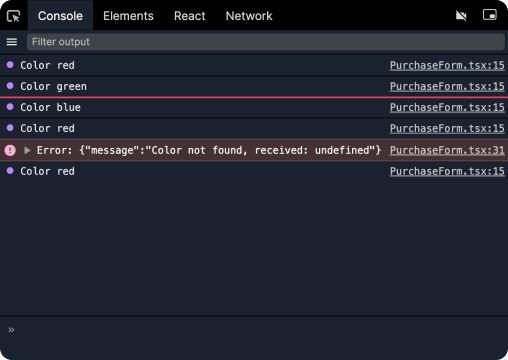 Console Elements React Network
Filter output
Color red PurchaseForm.tsx:15
Color green PurchaseForm.tsx:15
Color blue PurchaseForm.tsx:15
Color red PurchaseForm.tsx:15
Error: {"message":"Color not found, received: undefined"} PurchaseForm.tsx:31
Color red PurchaseForm.tsx:15
»